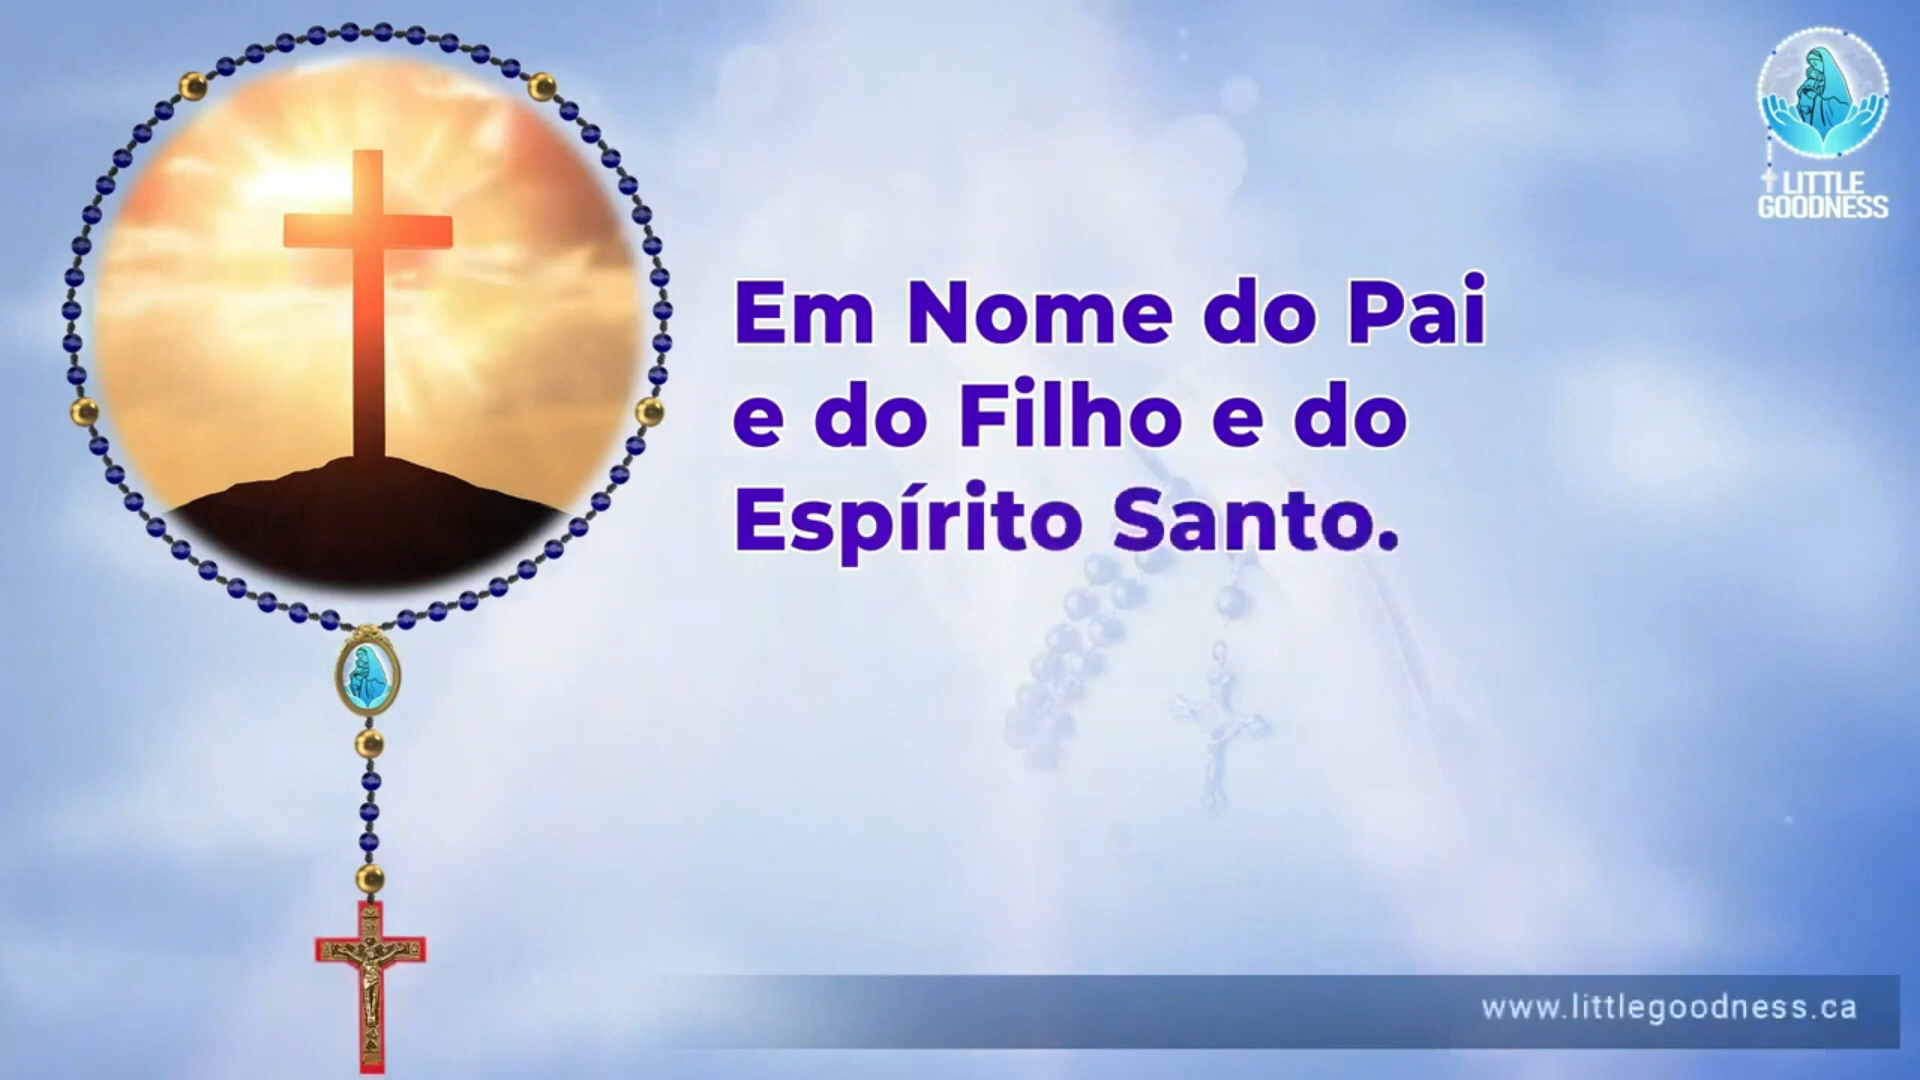 LITTLE
GOODNESS
Em Nome do Pai
e do Filho e do
Espírito Santo.
www.littlegoodness.ca